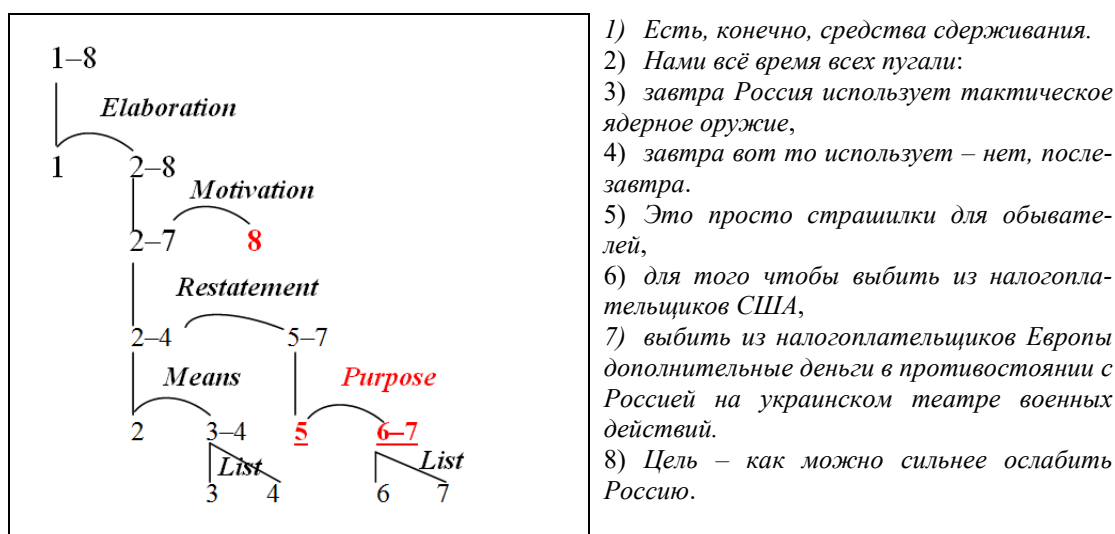 1–8
Elaboration
1
2–8
Motivation
2–7
8
Restatement
2–4
5–7
Means
Purpose
2
3–4
5
6–7
List
List
3
4
6
7
1) Есть, конечно, средства сдерживания.
2) Нами всё время всех пугали:
3) завтра Россия использует тактическое
ядерное оружие,
4) завтра вот то использует – нет, после-
завтра.
5) Это просто страшилки для обывате-
лей,
6) для того чтобы выбить из налогопла-
тельщиков США,
7) выбить из налогоплательщиков Европы
дополнительные деньги в противостоянии с
Россией на украинском театре военных
действий.
8) Цель – как можно сильнее ослабить
Россию.